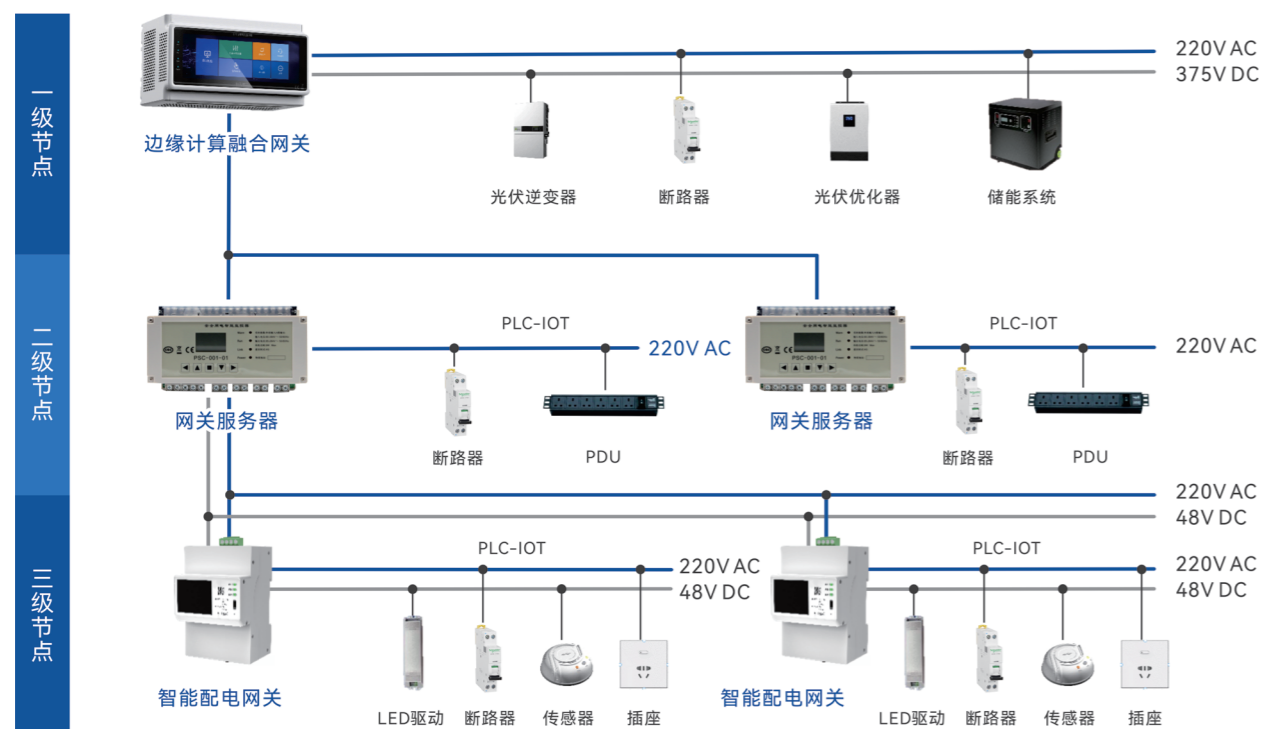 一级节点
220V AC
375V DC
边缘计算融合网关
光伏逆变器
断路器
光伏优化器
储能系统
二级节点
PLC-IOT
220V AC
PLC-IOT
220V AC
PSC-001-01
PSC-001-01
网关服务器
网关服务器
断路器
PDU
断路器
PDU
220V AC
48V DC
三级节点
PLC-IOT
220V AC
48V DC
PLC-IOT
220V AC
48V DC
智能配电网关
智能配电网关
LED驱动
断路器
传感器
插座
LED驱动
断路器
传感器
插座